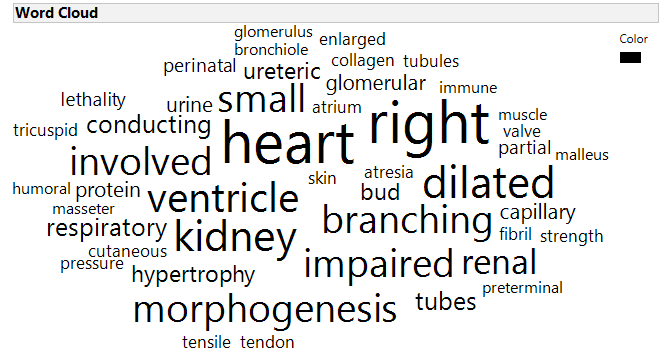 Word Cloud
glomerulus
enlarged
Color
bronchiole
collagen tubules
perinatal ureteric
glomerular immune
lethality urine small atrium
right muscle
tricuspid conducting heart valve
partial malleus
involved skin atresia
humoral protein ventricle bud dilated
masseter branching capillary
respiratory kidney fibril strength
cutaneous
pressure hypertrophy impaired renal
preterminal
morphogenesis tubes
tensile tendon